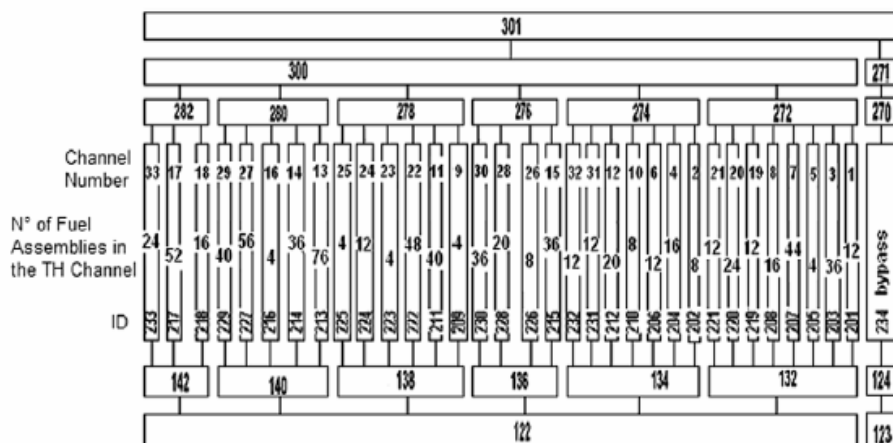 301
300 271
282 280 278 276 274 272 270
Channel
Number
33 17 18 29 27 16 14 13 25 24 23 22 11 9 30 28 26 15 32 31 12 10 6 4 2 21 20 19 8 7 5 3 1
N° of Fuel
Assemblies in
the TH Channel
24 52 16 40 56 4 36 76 4 12 4 48 40 4 36 20 8 36 12 12 20 8 12 16 8 12 24 12 16 44 4 36 12
bypass
ID
233 217 218 229 227 216 214 213 225 224 223 222 211 209 230 228 226 215 232 231 212 210 206 204 202 221 220 219 208 207 205 203 201 234
142 140 138 136 134 132 124
122 123